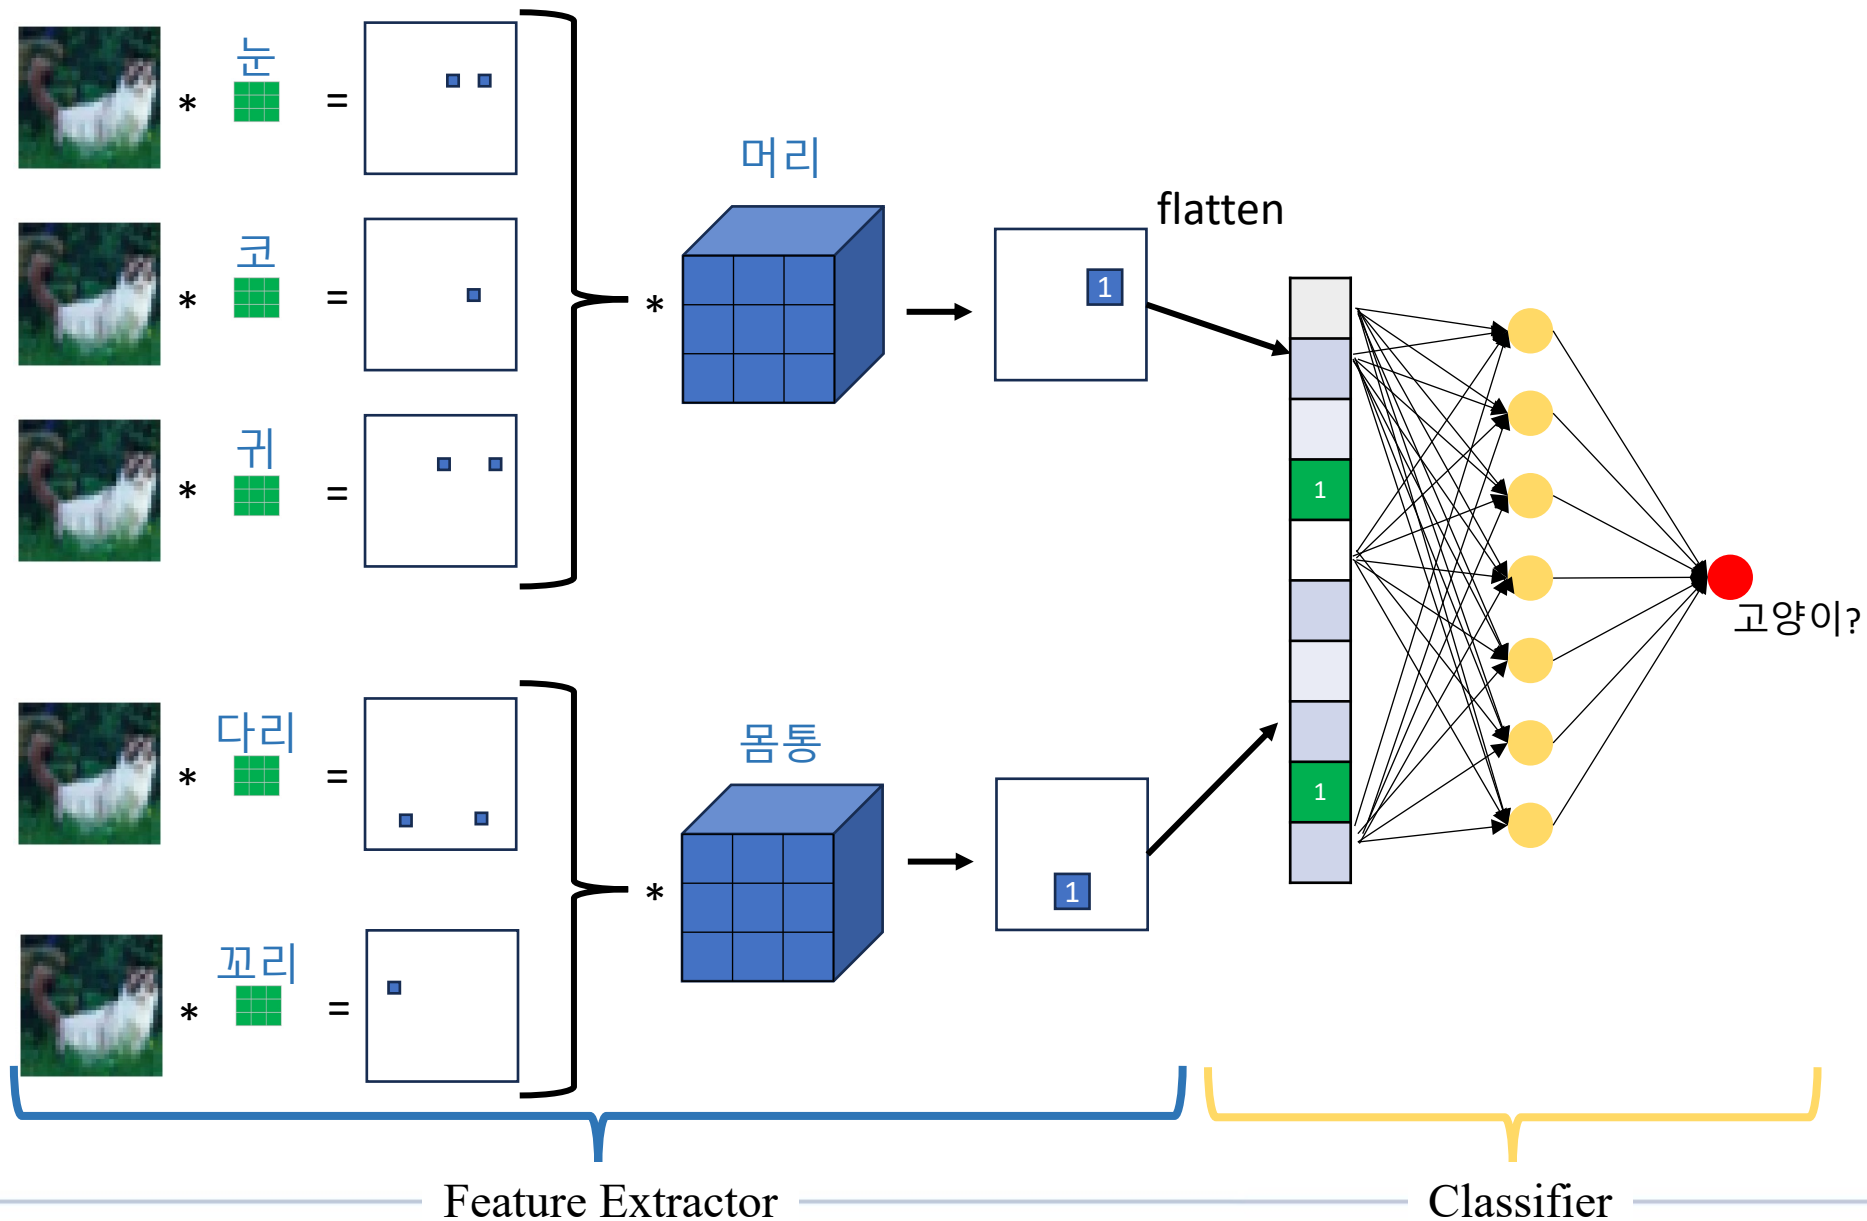 눈
* =
코
* =
귀
* =
머리
*
1
flatten
다리
* =
꼬리
* =
몸통
*
1
1
1
고양이?
Feature Extractor
Classifier